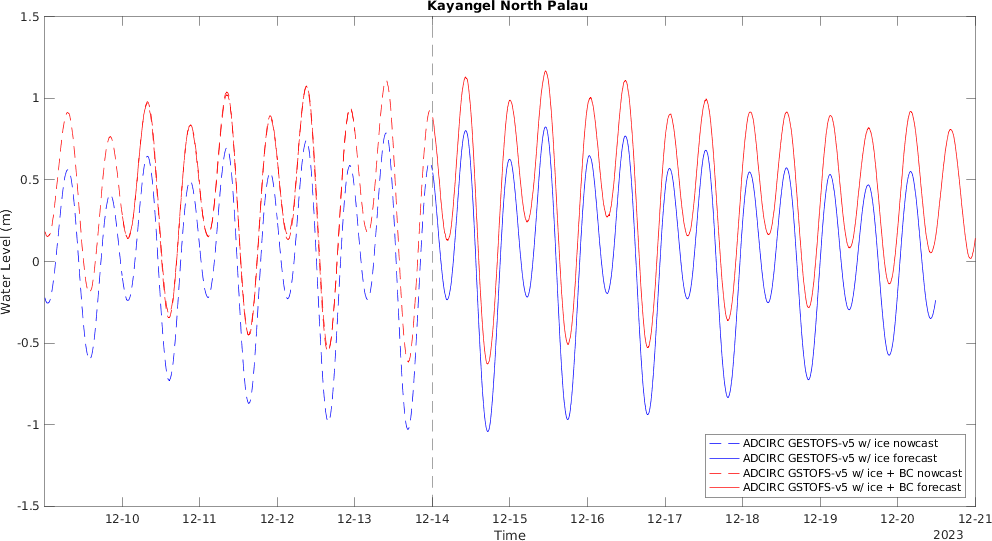 Kayangel North Palau
1.5
1
0.5
0
-0.5
-1
-1.5
Water Level (m)
12-10 12-11 12-12 12-13 12-14 12-15 12-16 12-17 12-18 12-19 12-20 12-21
Time
2023
ADCIRC GESTOFS-v5 w/ ice nowcast
ADCIRC GESTOFS-v5 w/ ice forecast
ADCIRC GSTOFS-v5 w/ ice + BC nowcast
ADCIRC GSTOFS-v5 w/ ice + BC forecast